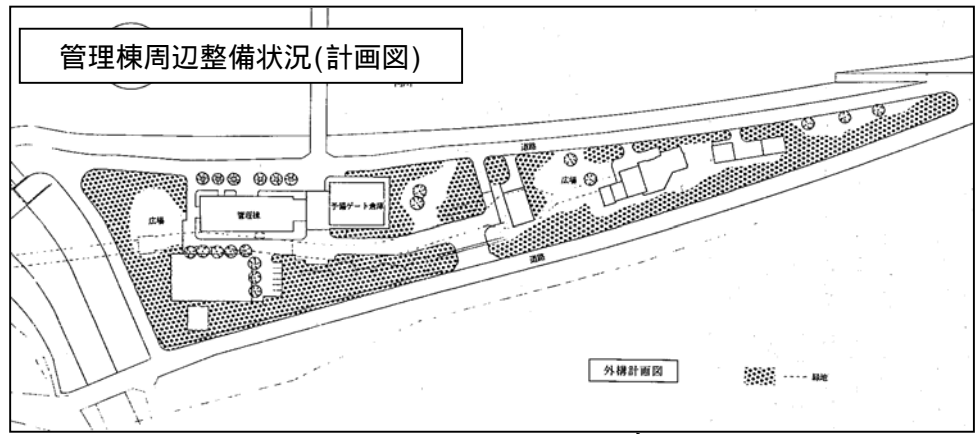 管理棟周辺整備状況(計画図)
道路
広場
予備ゲート倉庫
管理棟
広場
道路
外構計画図
緑地